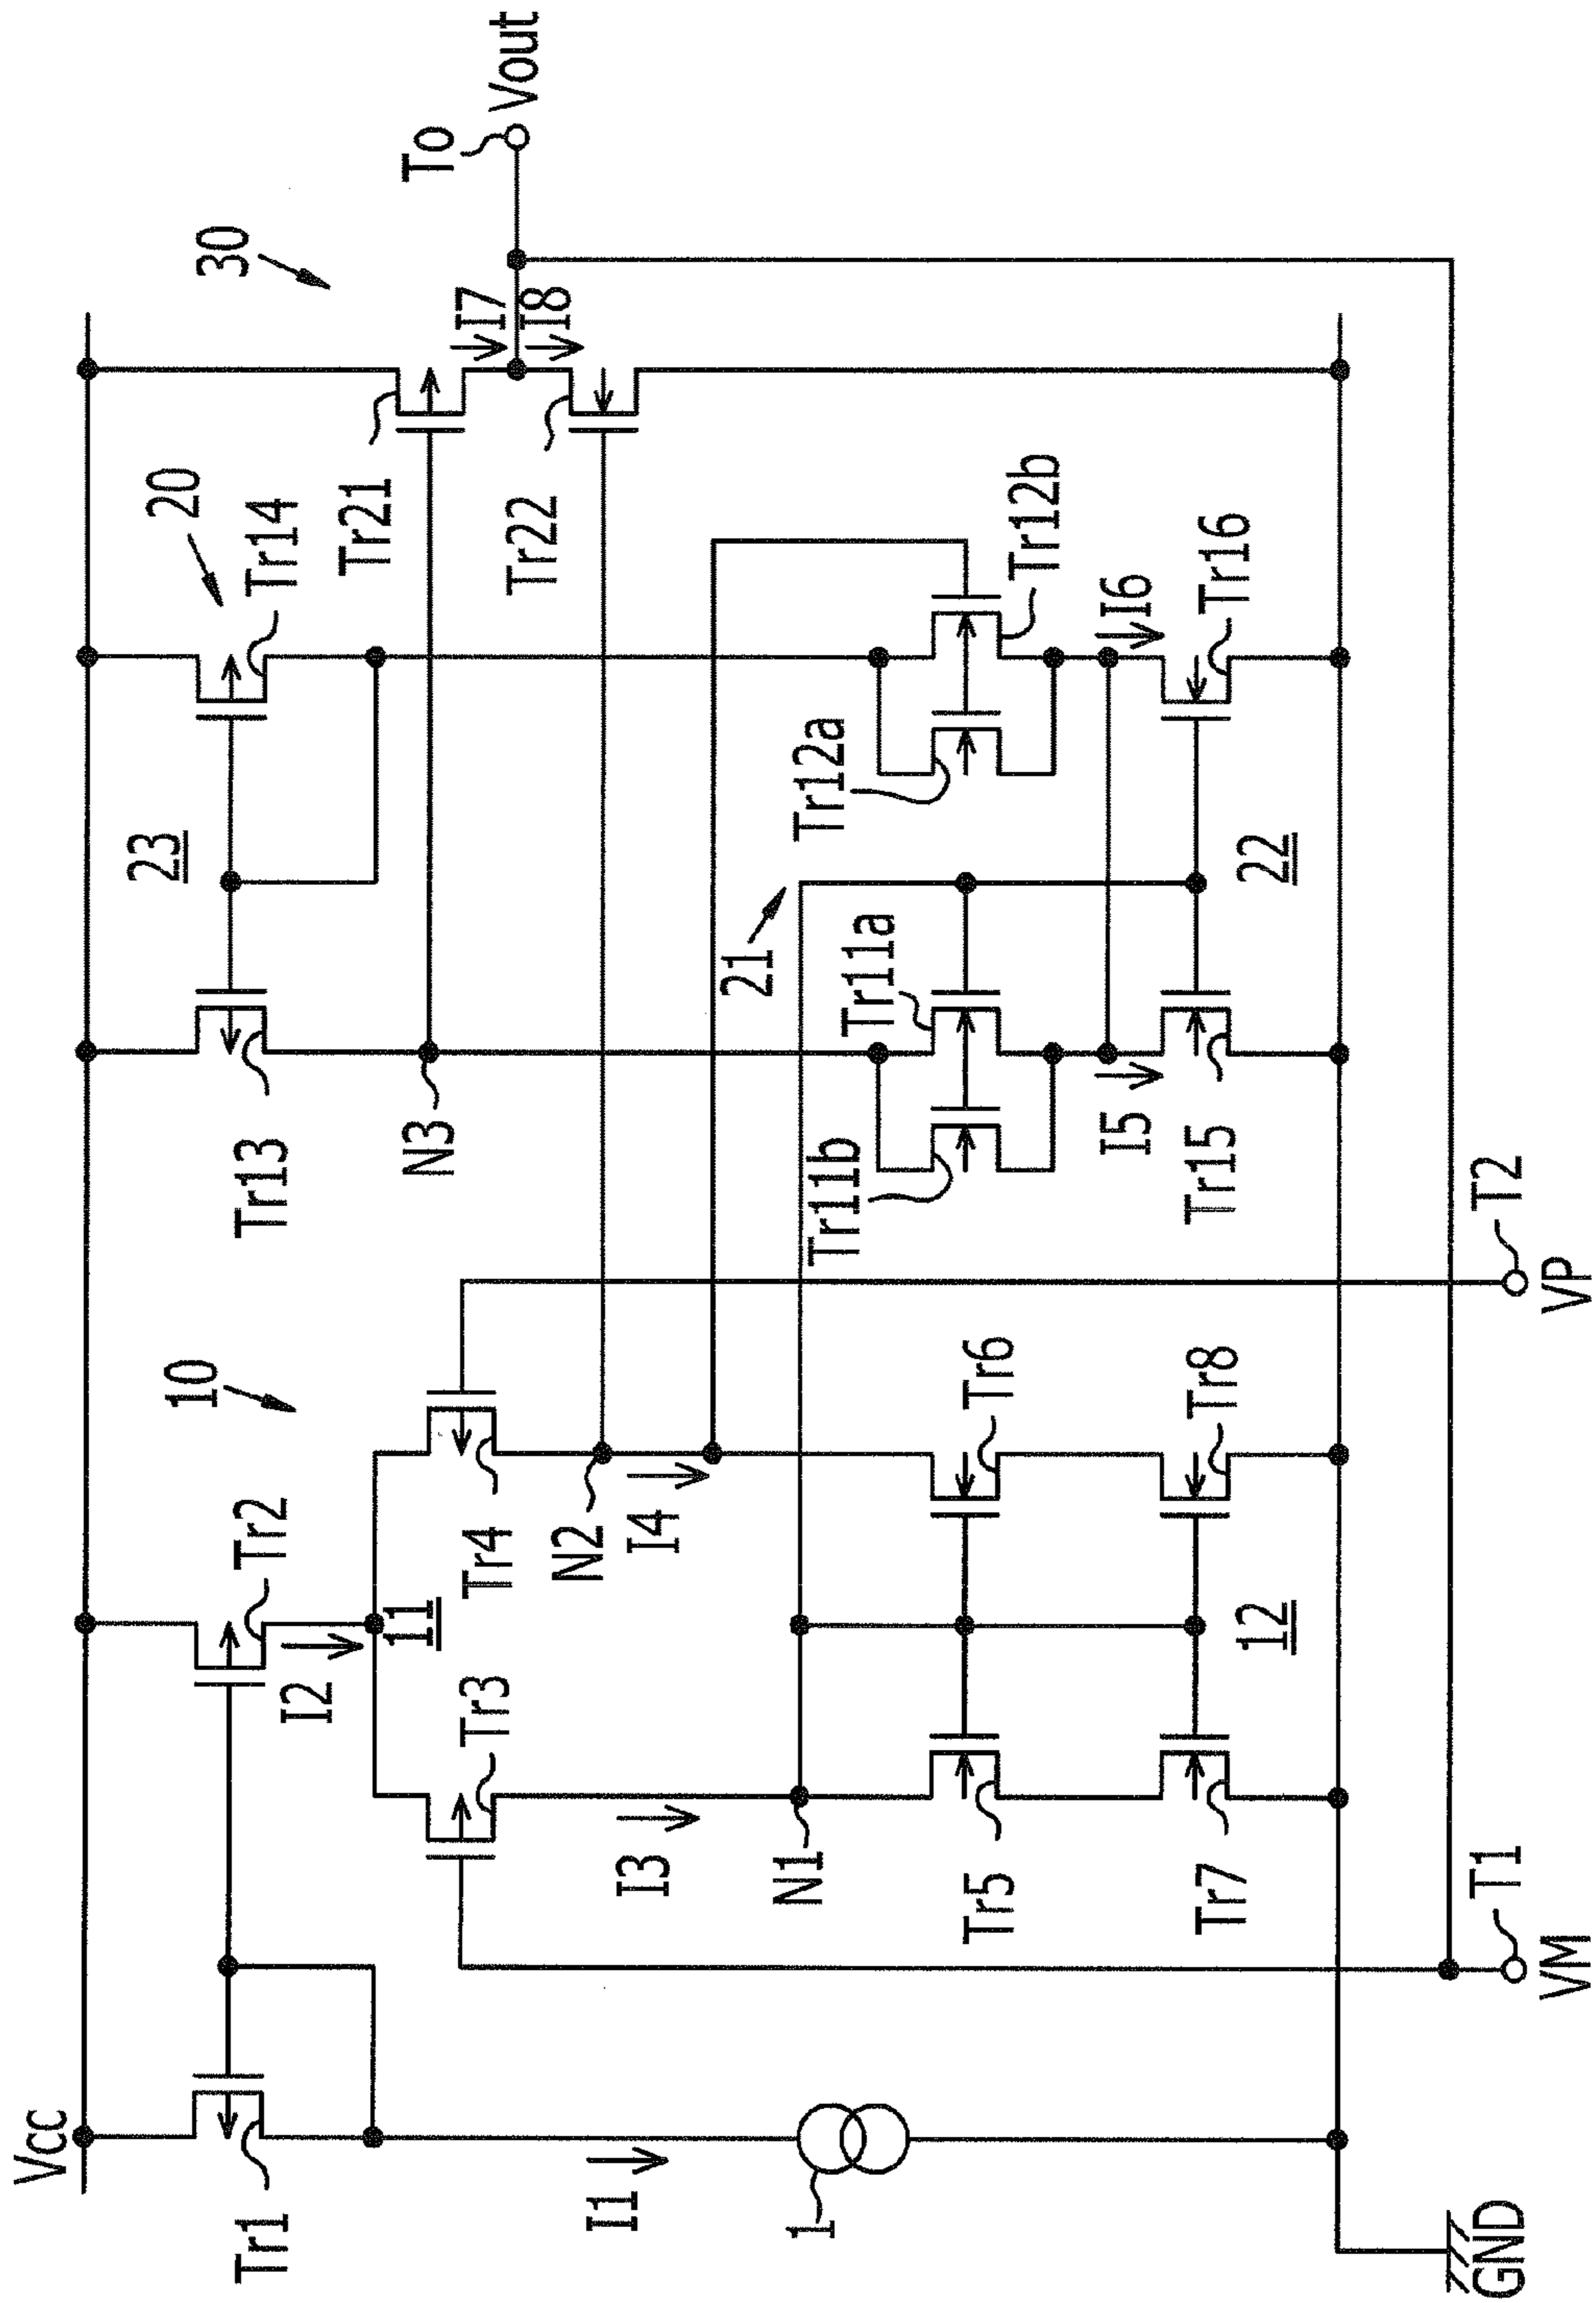 Vcc
Tr1
I1
1
GND
10
Tr2
I2
11
Tr3
Tr4
I3
I4
N1
N2
Tr5
Tr6
Tr7
Tr8
12
VM
T1
VP
T2
20
23
Tr13
Tr14
N3
21
Tr11a
Tr11b
Tr12a
Tr12b
I5
I6
Tr15
Tr16
22
30
Tr21
Tr22
I7
I8
To
Vout